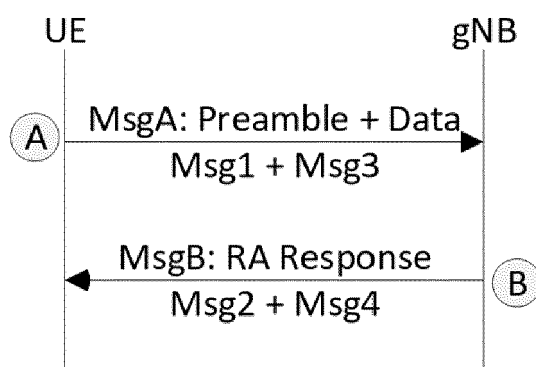 UE gNB
A
MsgA: Preamble + Data
Msg1 + Msg3
MsgB: RA Response
B
Msg2 + Msg4